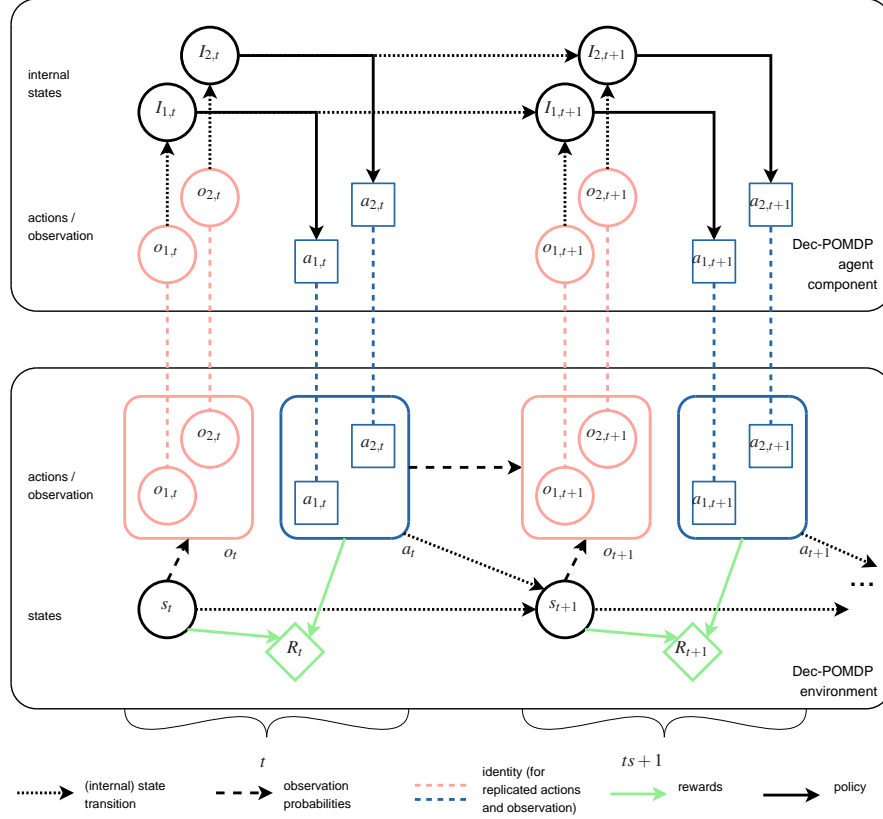 I2,t
I2,t+1
internal
states
I1,t
I1,t+1
o2,t
a2,t
o2,t+1
a2,t+1
actions /
observation
o1,t
a1,t
o1,t+1
a1,t+1
Dec-POMDP
agent
component
o2,t
a2,t
o2,t+1
a2,t+1
actions /
observation
o1,t
a1,t
o1,t+1
a1,t+1
ot
at
ot+1
at+1
...
states
st
st+1
Rt
Rt+1
Dec-POMDP
environment
t
ts + 1
(internal) state
transition
observation
probabilities
identity (for
replicated actions
and observation)
rewards
policy